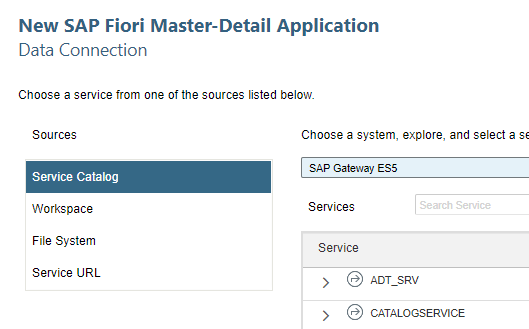 New SAP Fiori Master-Detail Application
Data Connection
Choose a service from one of the sources listed below.
Sources
Service Catalog
Workspace
File System
Service URL
Choose a system, explore, and select a se
SAP Gateway ES5
Services
Search Service
Service
ADT_SRV
CATALOGSERVICE